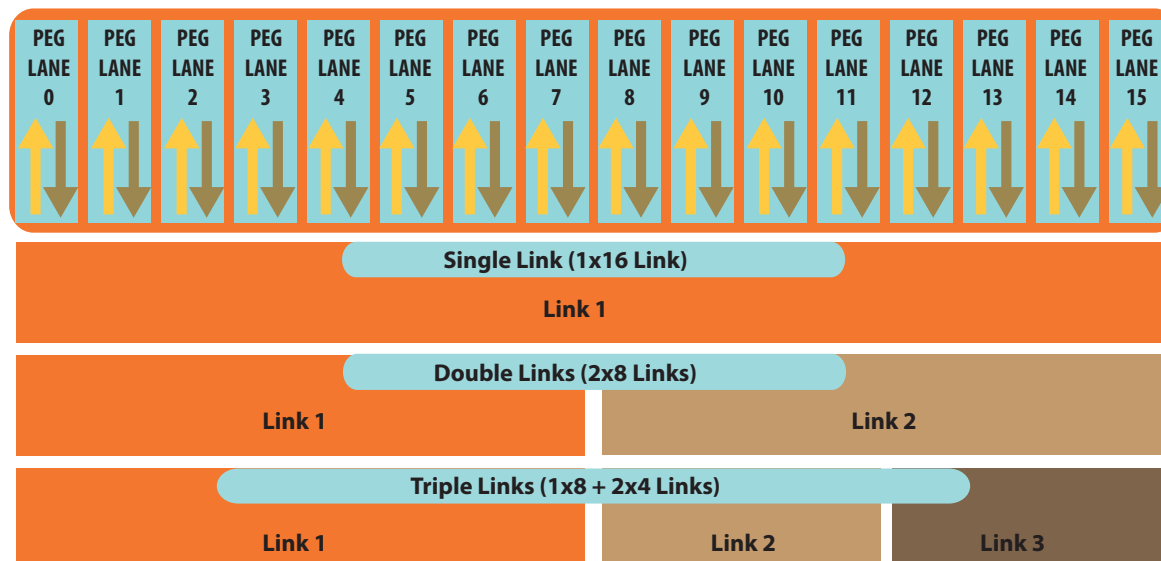 PEG LANE 0
PEG LANE 1
PEG LANE 2
PEG LANE 3
PEG LANE 4
PEG LANE 5
PEG LANE 6
PEG LANE 7
PEG LANE 8
PEG LANE 9
PEG LANE 10
PEG LANE 11
PEG LANE 12
PEG LANE 13
PEG LANE 14
PEG LANE 15
Single Link (1x16 Link)
Link 1
Double Links (2x8 Links)
Link 1
Link 2
Triple Links (1x8 + 2x4 Links)
Link 1
Link 2
Link 3